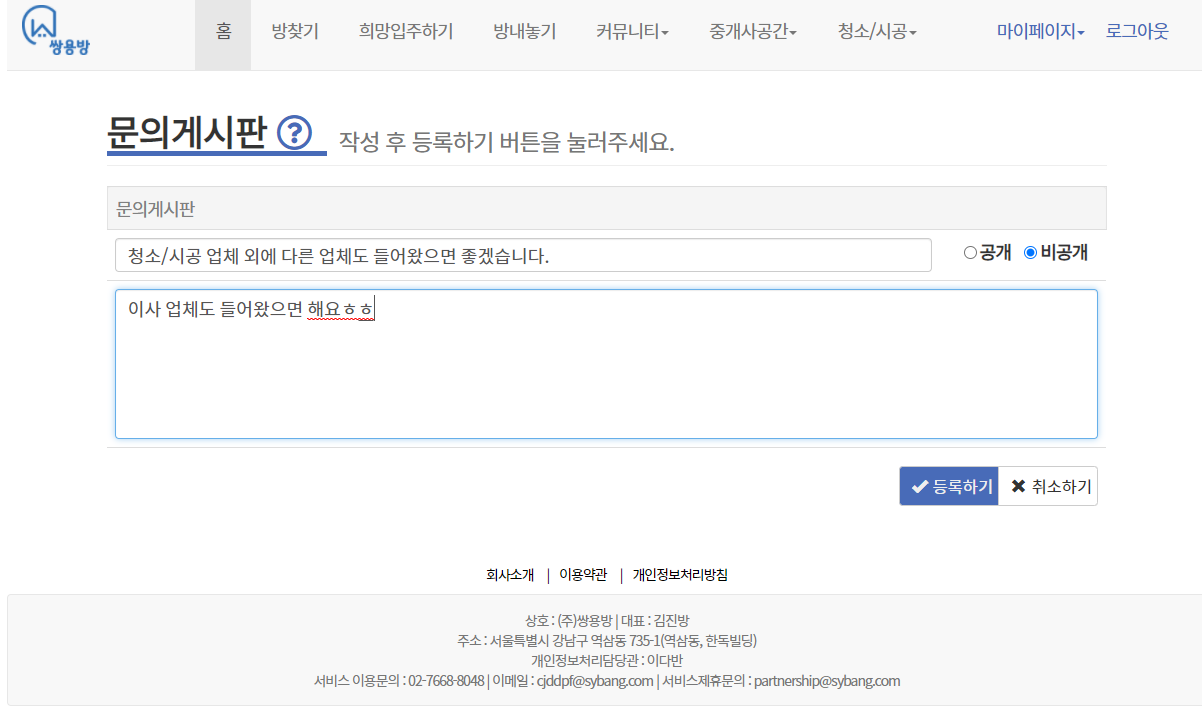 쌍용방
홈 방찾기 희망입주하기 방내놓기 커뮤니티 중개사공간 청소/시공 마이페이지 로그아웃
문의게시판 ? 작성 후 등록하기 버튼을 눌러주세요.
문의게시판
청소/시공 업체 외에 다른 업체도 들어왔으면 좋겠습니다. 공개 비공개
이사 업체도 들어왔으면 해요ㅎㅎ
등록하기 취소하기
회사소개 | 이용약관 | 개인정보처리방침
상호 : (주)쌍용방 | 대표 : 김진방
주소 : 서울특별시 강남구 역삼동 735-1(역삼동, 한독빌딩)
개인정보처리담당관 : 이다반
서비스 이용문의 : 02-7668-8048 | 이메일 : cjddpf@sybang.com | 서비스제휴문의 : partnership@sybang.com